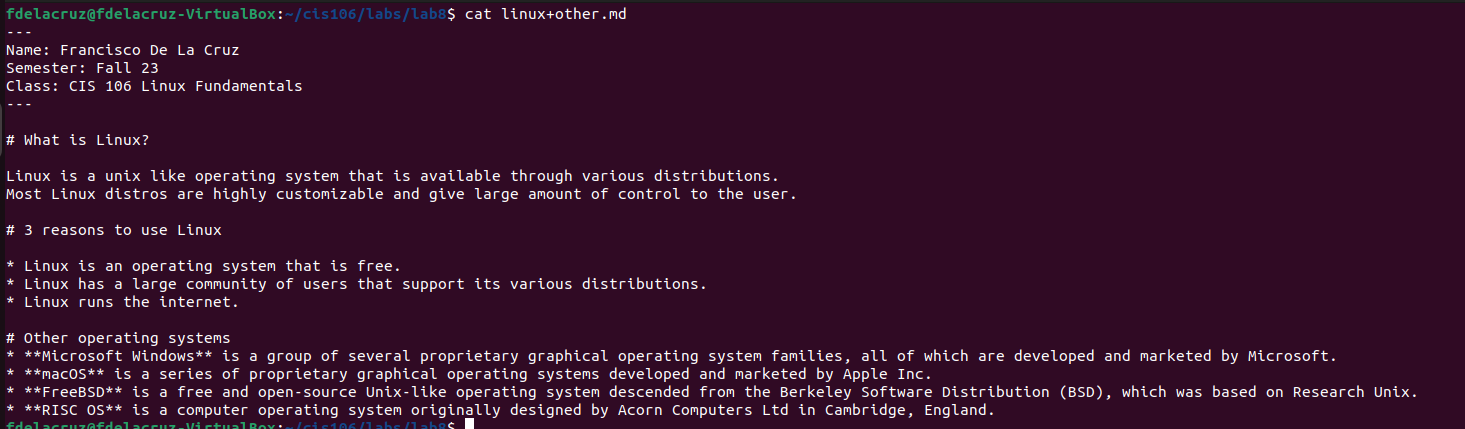 fdelacruz@fdelacruz-VirtualBox:~/cis106/labs/lab8$ cat linux+other.md
---
Name: Francisco De La Cruz
Semester: Fall 23
Class: CIS 106 Linux Fundamentals
---
# What is Linux?
Linux is a unix like operating system that is available through various distributions.
Most Linux distros are highly customizable and give large amount of control to the user.
# 3 reasons to use Linux
* Linux is an operating system that is free.
* Linux has a large community of users that support its various distributions.
* Linux runs the internet.
# Other operating systems
* **Microsoft Windows** is a group of several proprietary graphical operating system families, all of which are developed and marketed by Microsoft.
* **macOS** is a series of proprietary graphical operating systems developed and marketed by Apple Inc.
* **FreeBSD** is a free and open-source Unix-like operating system descended from the Berkeley Software Distribution (BSD), which was based on Research Unix.
* **RISC OS** is a computer operating system originally designed by Acorn Computers Ltd in Cambridge, England.
fdelacruz@fdelacruz-VirtualBox:~/cis106/labs/lab8$